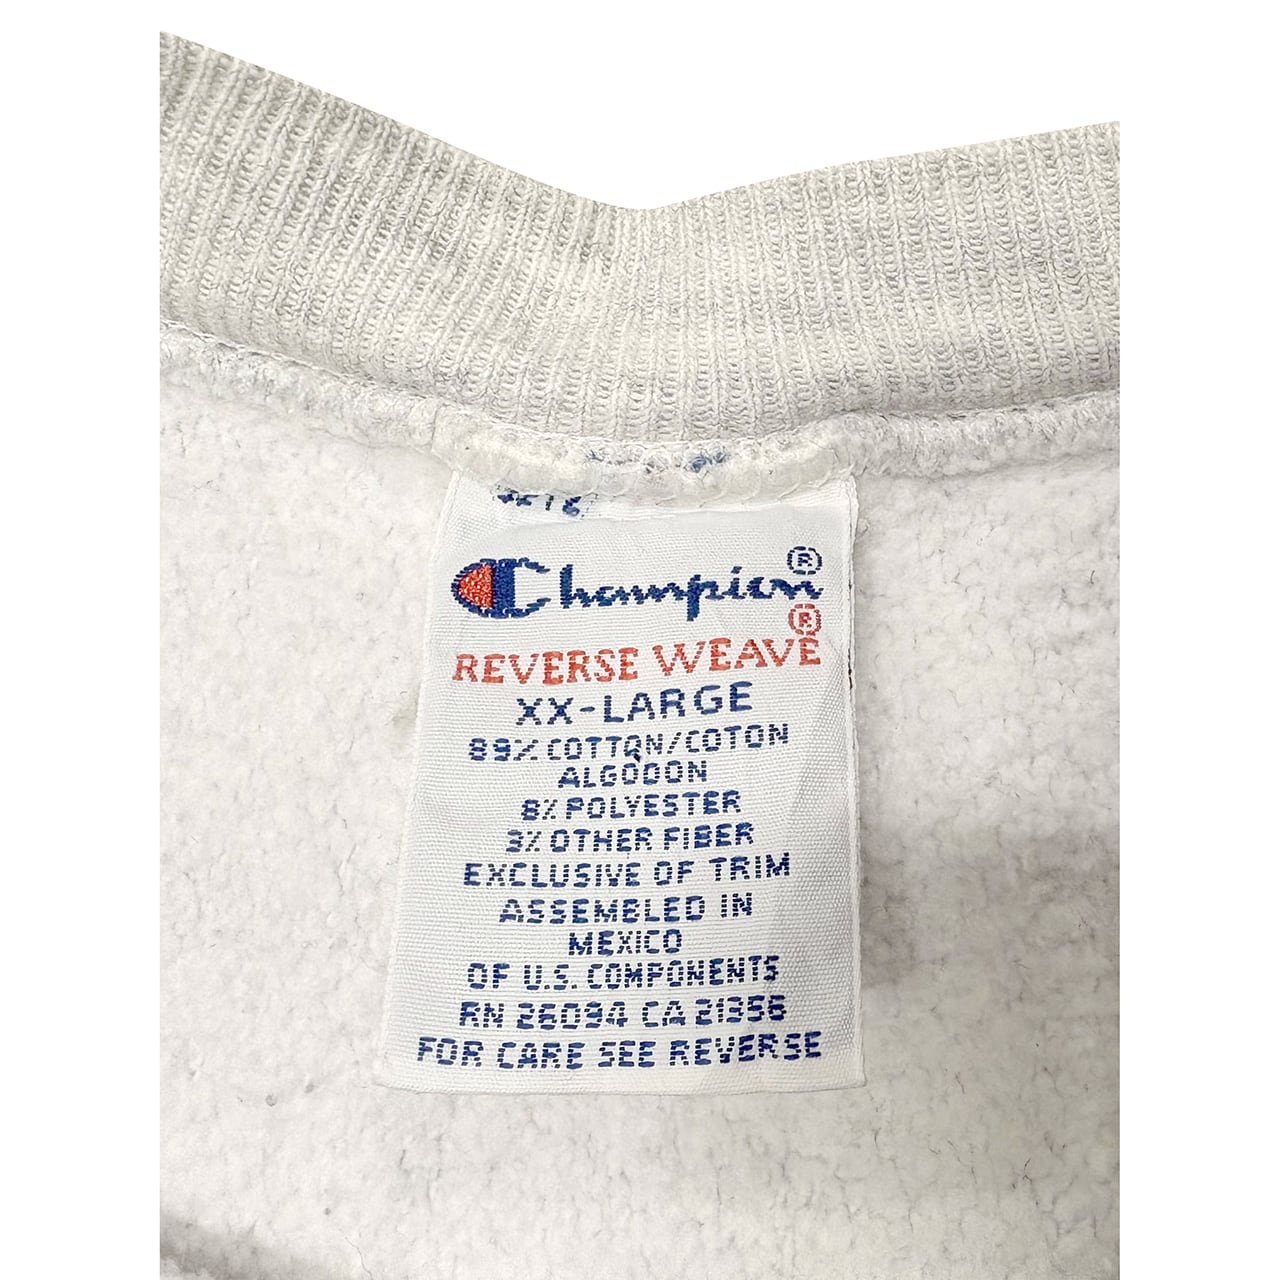 Champion®
REVERSE WEAVE®
XX-LARGE
89% COTTON/COTON
ALGODON
8% POLYESTER
3% OTHER FIBER
EXCLUSIVE OF TRIM
ASSEMBLED IN
MEXICO
OF U.S. COMPONENTS
RN 26094 CA 21356
FOR CARE SEE REVERSE